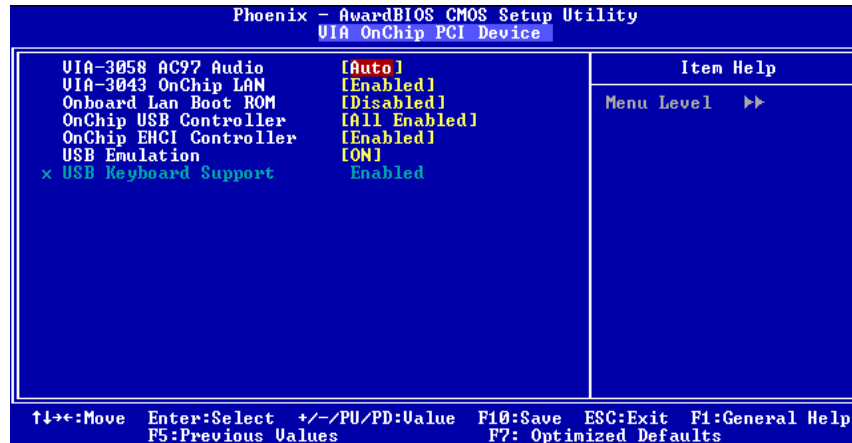 Phoenix - AwardBIOS CMOS Setup Utility
VIA OnChip PCI Device
VIA-3058 AC97 Audio [Auto]
VIA-3043 OnChip LAN [Enabled]
Onboard Lan Boot ROM [Disabled]
OnChip USB Controller [All Enabled]
OnChip EHCI Controller [Enabled]
USB Emulation [ON]
x USB Keyboard Support Enabled
Item Help
Menu Level ▶▶
↑↓→←:Move Enter:Select +/-/PU/PD:Value F10:Save ESC:Exit F1:General Help
F5:Previous Values F7: Optimized Defaults